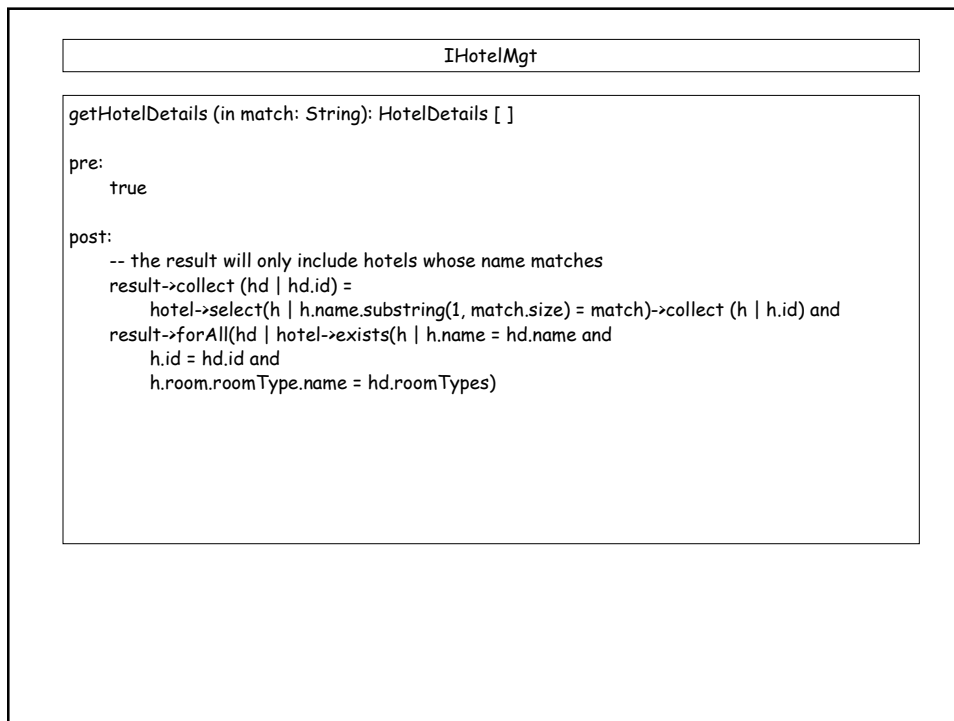 IHotelMgt
getHotelDetails (in match: String): HotelDetails [ ]
pre:
true
post:
-- the result will only include hotels whose name matches
result->collect (hd | hd.id) =
hotel->select(h | h.name.substring(1, match.size) = match)->collect (h | h.id) and
result->forAll(hd | hotel->exists(h | h.name = hd.name and
h.id = hd.id and
h.room.roomType.name = hd.roomTypes)